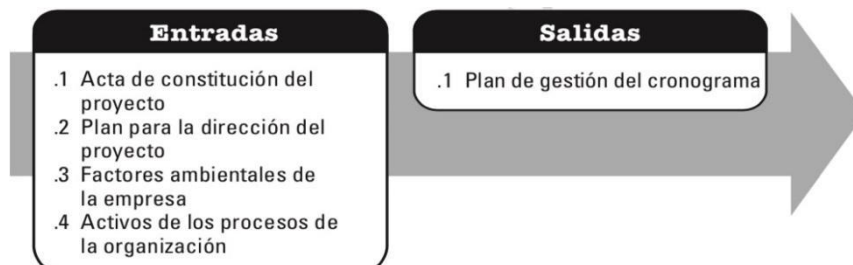 Entradas
.1 Acta de constitución del
proyecto
.2 Plan para la dirección del
proyecto
.3 Factores ambientales de
la empresa
.4 Activos de los procesos de
la organización
Salidas
.1 Plan de gestión del cronograma